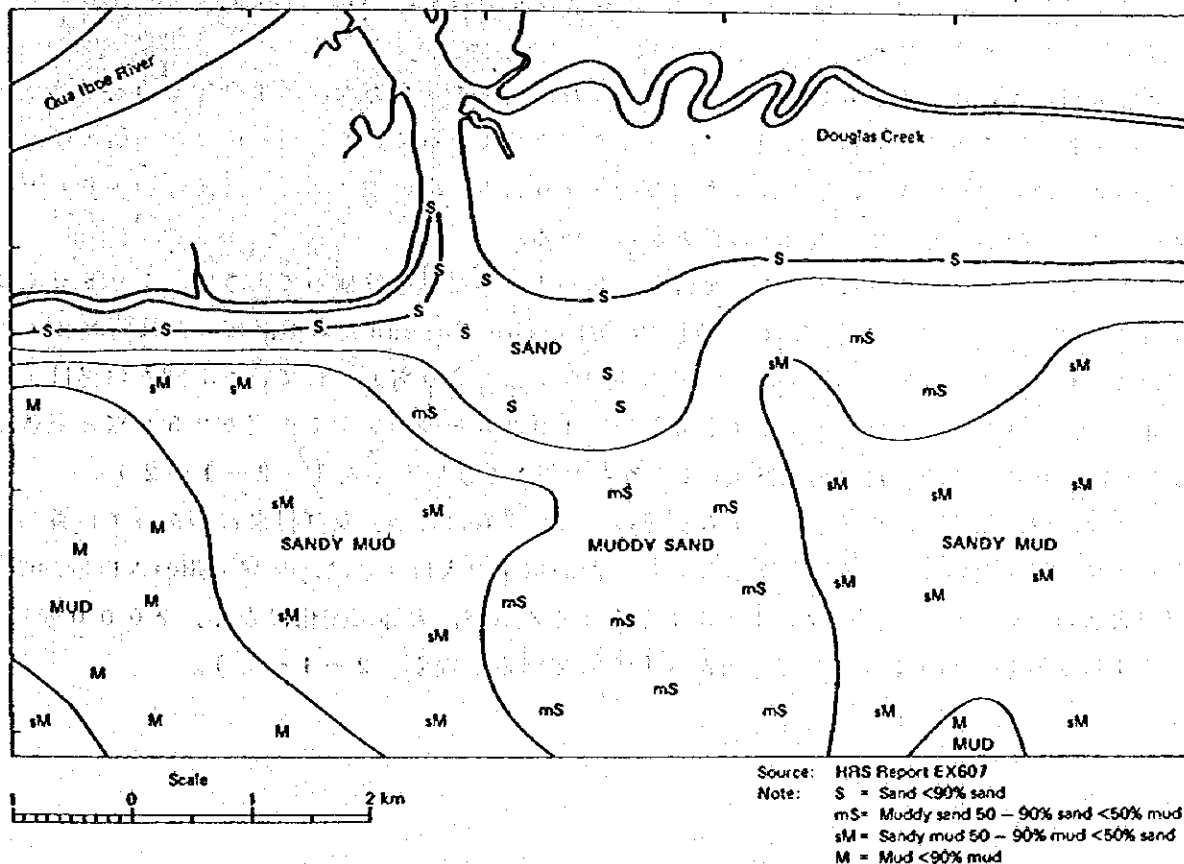 Qua Iboe River
Douglas Creek
S
S
S
S
S
S
S
S
S
S
mS
SAND
S
sM
S
sM
sM
M
mS
S
S
mS
sM
mS
sM
sM
sM
sM
mS
M
SANDY MUD
MUDDY SAND
SANDY MUD
M
sM
sM
mS
sM
MUD
M
mS
sM
mS
sM
M
mS
sM
M
M
sM
mS
mS
sM
M
sM
MUD
Scale
1 0 1 2 km
Source: HRS Report EX607
Note: S = Sand <90% sand
mS= Muddy sand 50 – 90% sand <50% mud
sM = Sandy mud 50 – 90% mud <50% sand
M = Mud <90% mud